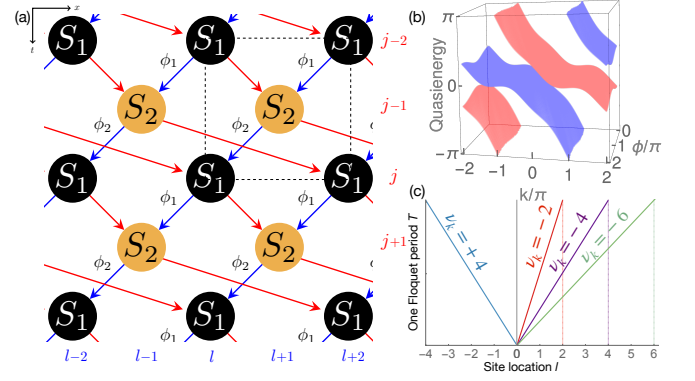 (a)
x
t
S₁ S₁ S₁
j−2
ϕ₁ ϕ₁
S₂ S₂
j−1
ϕ₂ ϕ₂
S₁ S₁ S₁
j
ϕ₁ ϕ₁
S₂ S₂
j+1
ϕ₂ ϕ₂
S₁ S₁ S₁
ϕ₁ ϕ₁
l−2 l−1 l l+1 l+2
(b)
Quasienergy
π
0
−π
−2 −1 0 1 2
k/π
0
−1
−2
ϕ/π
(c)
One Floquet period T
νₖ = +4
νₖ = −2
νₖ = −4
νₖ = −6
−4 −3 −2 −1 0 1 2 3 4 5 6
Site location l